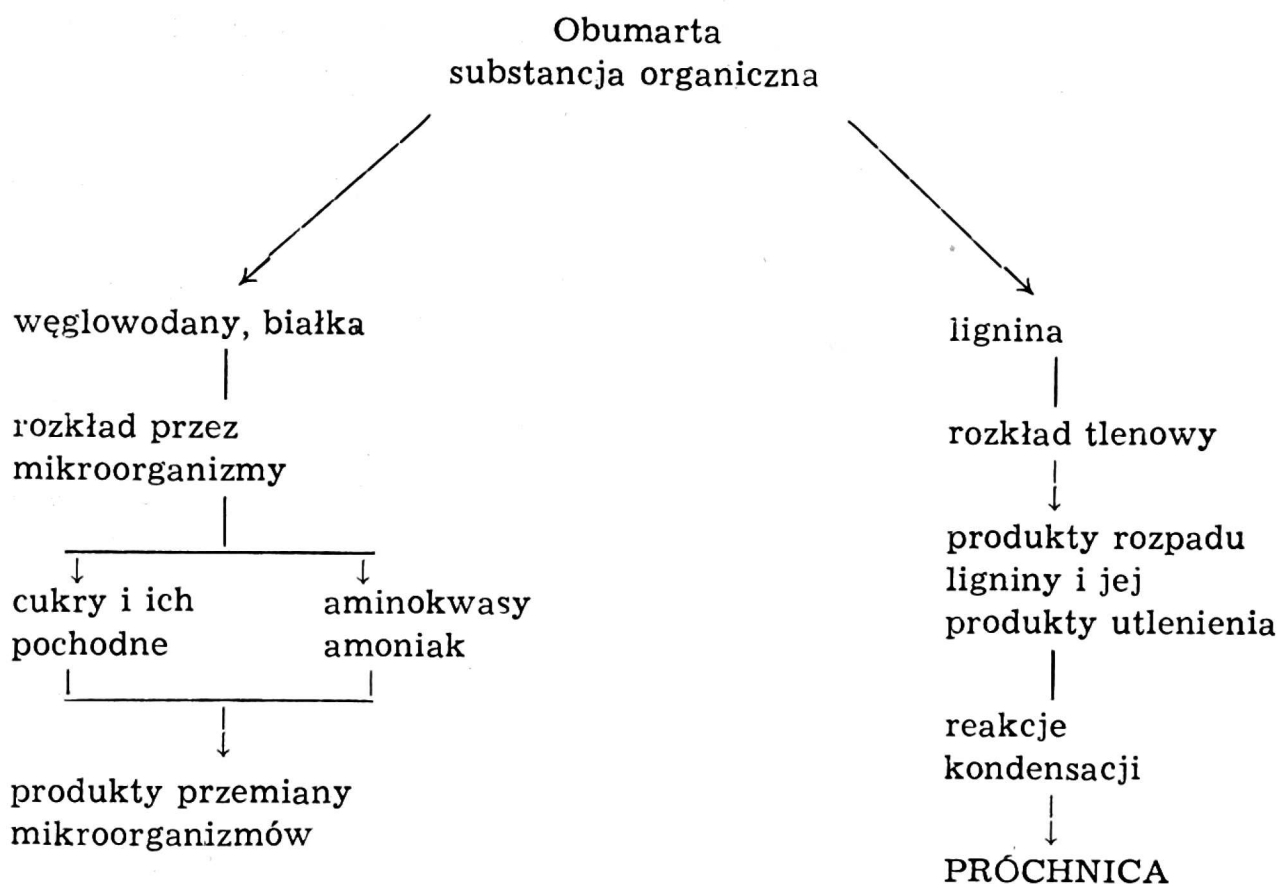 Obumarta
substancja organiczna
węglowodany, białka
rozkład przez
mikroorganizmy
cukry i ich
pochodne
aminokwasy
amoniak
produkty przemiany
mikroorganizmów
lignina
rozkład tlenowy
produkty rozpadu
ligniny i jej
produkty utlenienia
reakcje
kondensacji
PRÓCHNICA